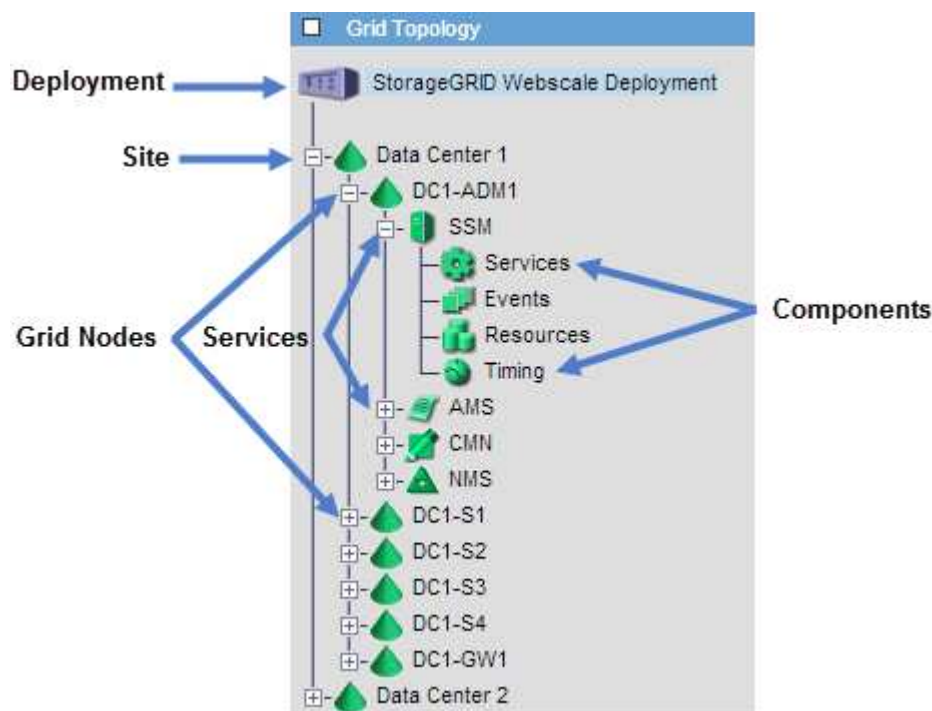 Grid Topology
Deployment
StorageGRID Webscale Deployment
Site
Data Center 1
DC1-ADM1
SSM
Services
Events
Components
Grid Nodes
Services
Resources
Timing
AMS
CMN
NMS
DC1-S1
DC1-S2
DC1-S3
DC1-S4
DC1-GW1
Data Center 2